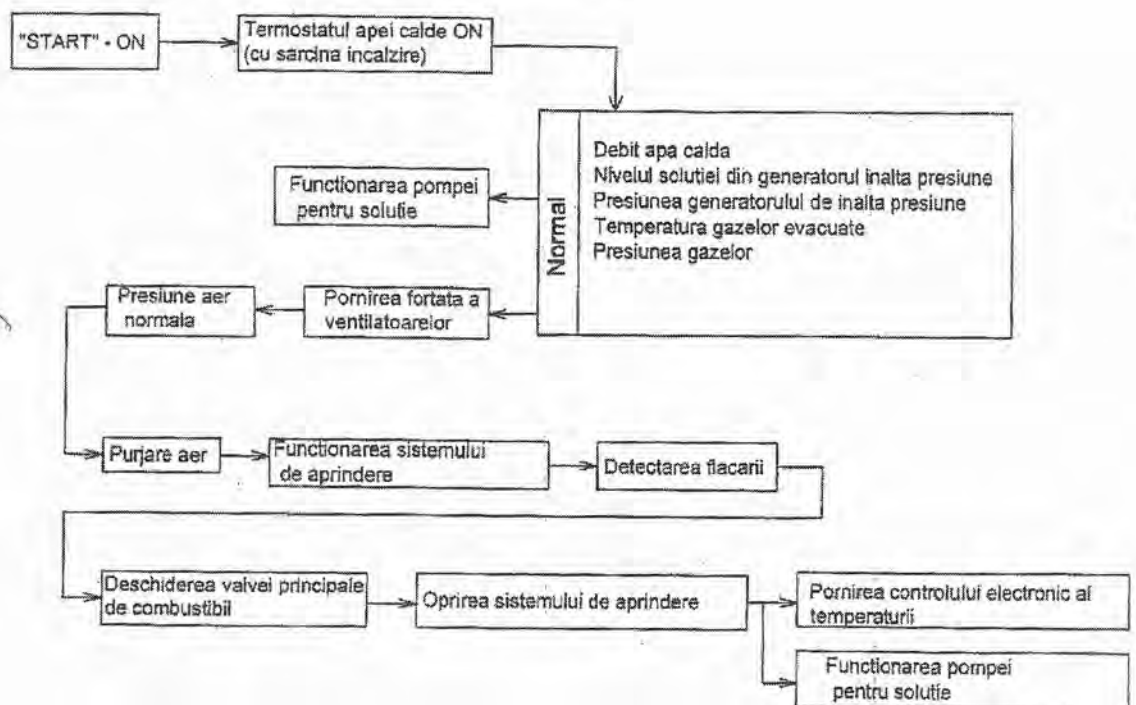 "START" - ON
Termostatul apei calde ON
(cu sarcina incalzire)
Normal
Debit apa calda
Nivelul solutiei din generatorul inalta presiune
Presiunea generatorului de inalta presiune
Temperatura gazelor evacuate
Presiunea gazelor
Functionarea pompei
pentru solutie
Presiune aer
normala
Pornirea fortata a
ventilatoarelor
Purjare aer
Functionarea sistemului
de aprindere
Detectarea flacarii
Deschiderea valvei principale
de combustibil
Oprirea sistemului de aprindere
Pornirea controlului electronic al
temperaturii
Functionarea pompei
pentru solutie